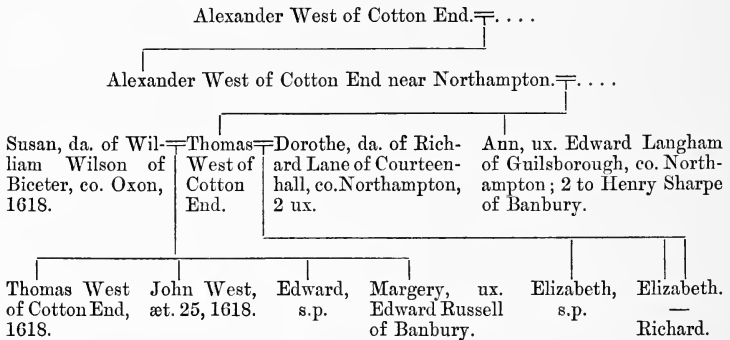 Alexander West of Cotton End.╤. . . .
Alexander West of Cotton End near Northampton.╤. . . .
Susan, da. of Wil-
liam Wilson of
Biceter, co. Oxon,
1618.
Thomas
West of
Cotton
End.
Dorothe, da. of Rich-
ard Lane of Courteen-
hall, co.Northampton,
2 ux.
Ann, ux. Edward Langham
of Guilsborough, co. North-
ampton ; 2 to Henry Sharpe
of Banbury.
Thomas West
of Cotton End,
1618.
John West,
æt. 25, 1618.
Edward,
s.p.
Margery, ux.
Edward Russell
of Banbury.
Elizabeth,
s.p.
Elizabeth.
—
Richard.